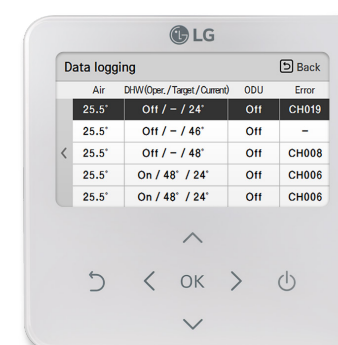 LG
Data logging
Back
Air DHW(Oper./Target/Current) ODU Error
25.5° Off / – / 24° Off CH019
25.5° Off / – / 46° Off –
25.5° Off / – / 48° Off CH008
25.5° On / 48° / 24° Off CH006
25.5° On / 48° / 24° Off CH006
OK